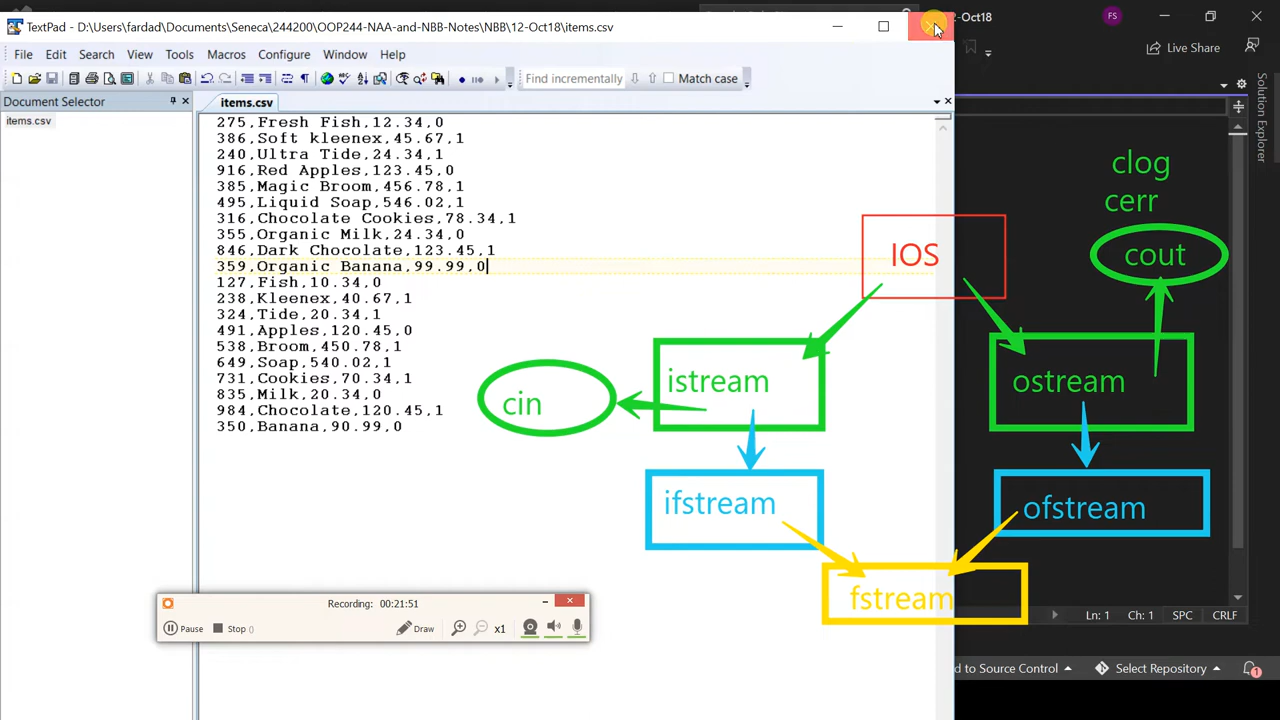 TextPad - D:\Users\fardad\Documents\Seneca\244200\OOP244-NAA-and-NBB-Notes\NBB\12-Oct18\items.csv
2-Oct18
FS
File Edit Search View Tools Macros Configure Window Help
Live Share
Find incrementally
Match case
Document Selector
items.csv
items.csv
Solution Explorer
275,Fresh Fish,12.34,0
386,Soft kleenex,45.67,1
240,Ultra Tide,24.34,1
916,Red Apples,123.45,0
385,Magic Broom,456.78,1
495,Liquid Soap,546.02,1
316,Chocolate Cookies,78.34,1
355,Organic Milk,24.34,0
846,Dark Chocolate,123.45,1
359,Organic Banana,99.99,0
127,Fish,10.34,0
238,Kleenex,40.67,1
324,Tide,20.34,1
491,Apples,120.45,0
538,Broom,450.78,1
649,Soap,540.02,1
731,Cookies,70.34,1
835,Milk,20.34,0
984,Chocolate,120.45,1
350,Banana,90.99,0
clog
cerr
cout
IOS
istream
ostream
cin
ifstream
ofstream
fstream
Recording: 00:21:51
Pause
Stop ()
Draw
x1
Ln: 1 Ch: 1 SPC CRLF
d to Source Control
Select Repository
1